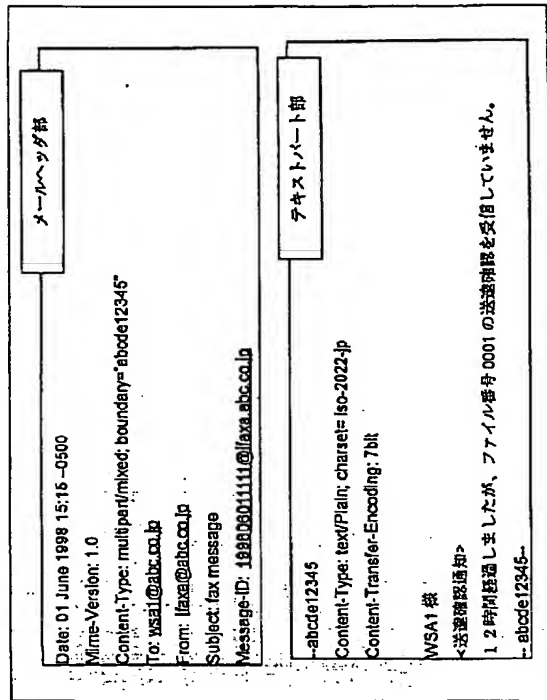 メールヘッダ部
Date: 01 June 1998 15:15 -0500
Mime-Version: 1.0
Content-Type: multipart/mixed; boundary="abcde12345"
To: wsa1@abc.co.jp
From: ifaxa@abc.co.jp
Subject: fax message
Message-ID: 199806011111@ifaxa.abc.co.jp
テキストパート部
--abcde12345
Content-Type: text/Plain; charset= iso-2022-jp
Content-Transfer-Encoding: 7bit
WSA1 様
<送達確認通知>
１２時間経過しましたが、ファイル番号 0001 の送達確認を受信していません。
-- abcde12345--